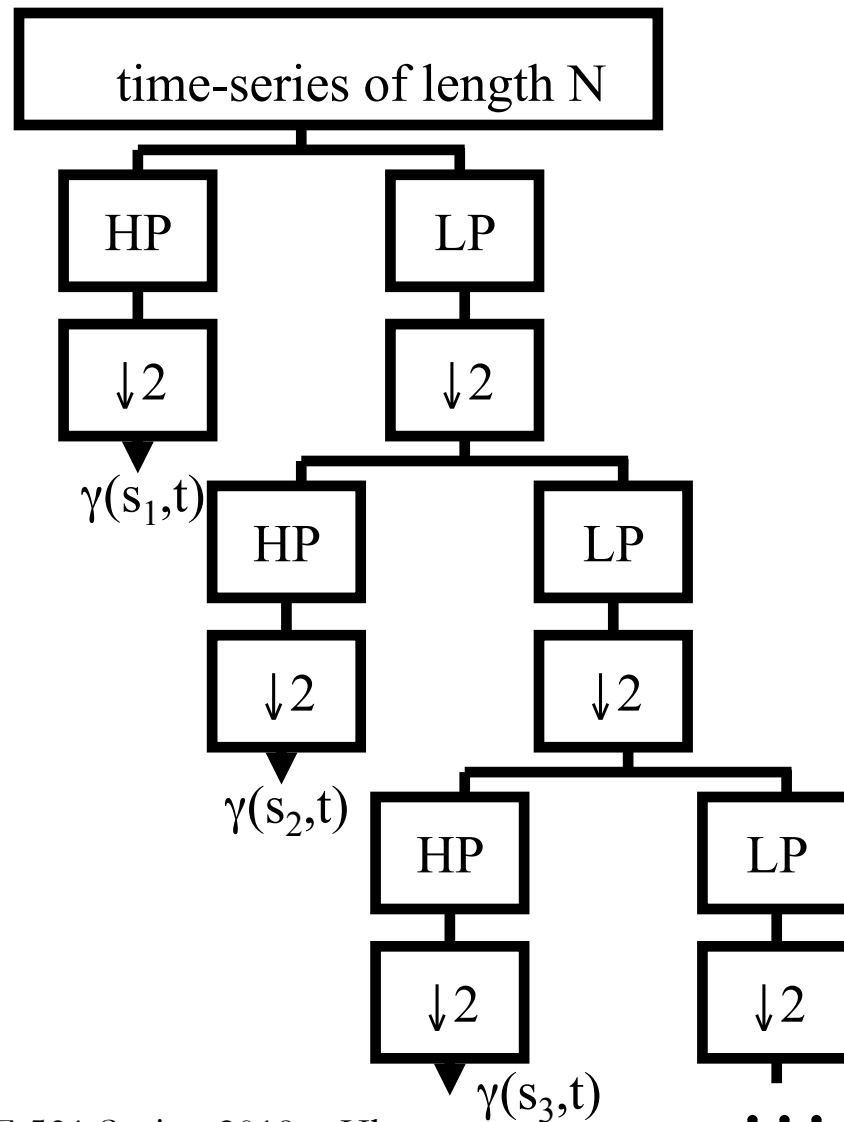 time-series of length N
HP LP
↓2 ↓2
γ(s₁,t)
HP LP
↓2 ↓2
γ(s₂,t)
HP LP
↓2 ↓2
γ(s₃,t)
...